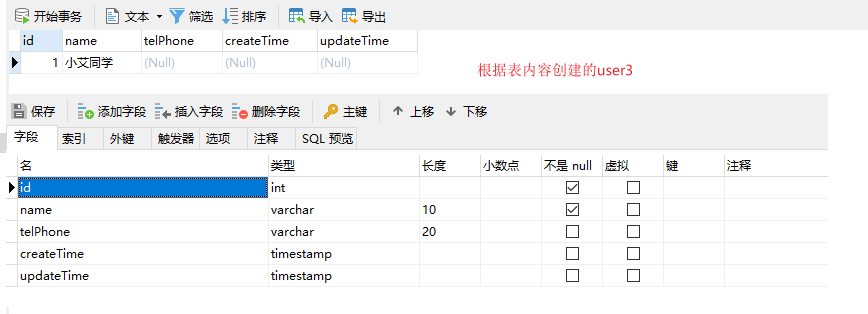 开始事务 文本 筛选 排序 导入 导出
id name telPhone createTime updateTime
1 小艾同学 (Null) (Null) (Null)
根据表内容创建的user3
保存 添加字段 插入字段 删除字段 主键 上移 下移
字段 索引 外键 触发器 选项 注释 SQL 预览
名 类型 长度 小数点 不是 null 虚拟 键 注释
id int
name varchar 10
telPhone varchar 20
createTime timestamp
updateTime timestamp